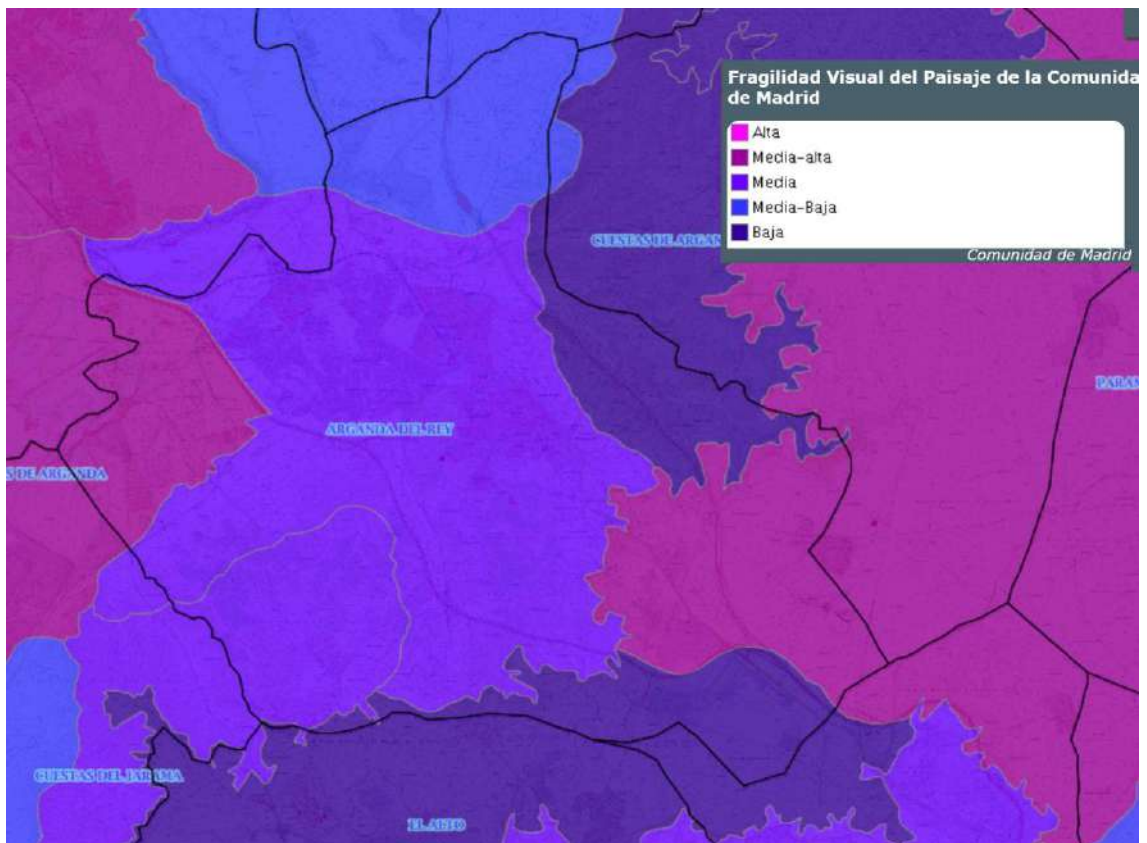 Fragilidad Visual del Paisaje de la Comunida
de Madrid
Alta
Media-alta
Media
Media-Baja
Baja
Comunidad de Madrid
CUESTAS DE ARGAN
PARAM
ARGANDA DEL REY
S DE ARGANDA
CUESTAS DEL JARAMA
EL ALTO